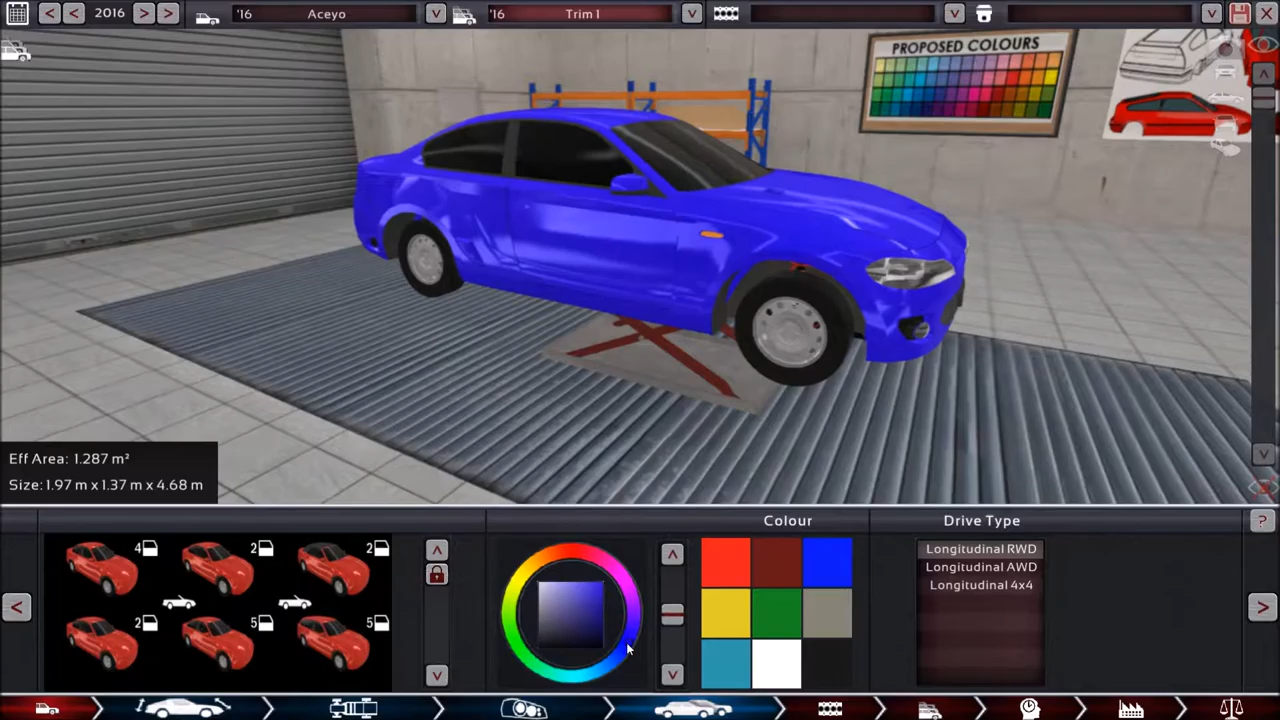 2016
'16 Aceyo
'16 Trim 1
PROPOSED COLOURS
Eff Area: 1.287 m²
Size: 1.97 m x 1.37 m x 4.68 m
Colour
Drive Type
?
4 2 2
2 5 5
Longitudinal RWD
Longitudinal AWD
Longitudinal 4x4